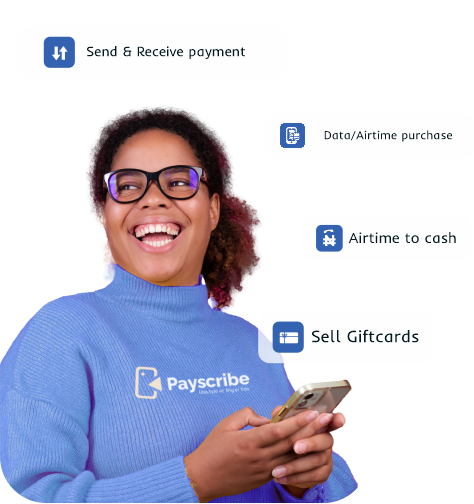 Send & Receive payment
Data/Airtime purchase
Airtime to cash
Sell Giftcards
Payscribe